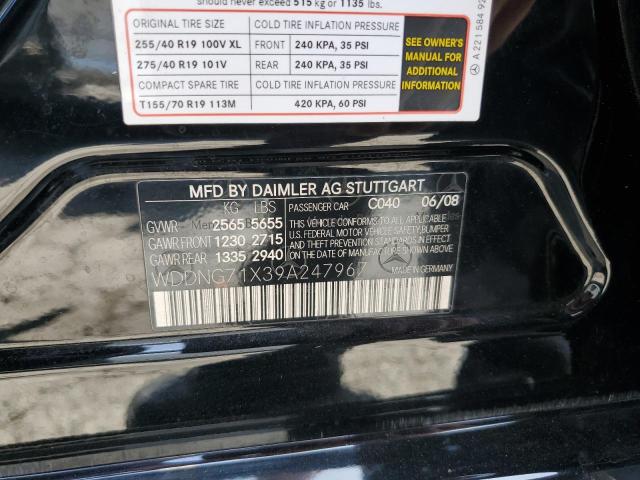 should never exceed 515 kg or 1135 lbs.
ORIGINAL TIRE SIZE COLD TIRE INFLATION PRESSURE
255/40 R19 100V XL FRONT 240 KPA, 35 PSI
275/40 R19 101V REAR 240 KPA, 35 PSI
COMPACT SPARE TIRE COLD TIRE INFLATION PRESSURE
T155/70 R19 113M 420 KPA, 60 PSI
SEE OWNER'S
MANUAL FOR
ADDITIONAL
INFORMATION
A 221 584 92
MFD BY DAIMLER AG STUTTGART
KG LBS PASSENGER CAR C040 06/08
GVWR 2565 5655
GAWR FRONT 1230 2715
GAWR REAR 1335 2940
THIS VEHICLE CONFORMS TO ALL APPLICABLE
U.S. FEDERAL MOTOR VEHICLE SAFETY, BUMPER,
AND THEFT PREVENTION STANDARDS IN EFFECT
ON THE DATE OF MANUFACTURE SHOWN ABOVE.
WDDNG71X39A247967
MADE IN GERMANY